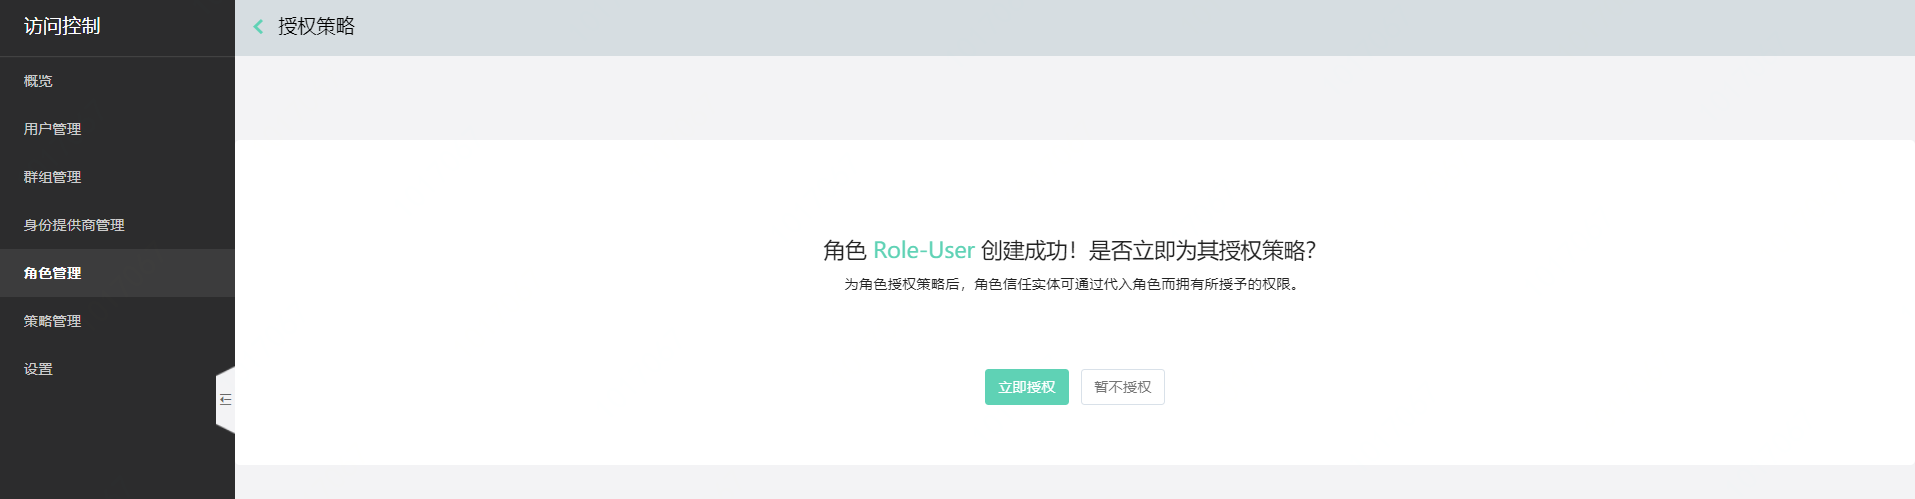 访问控制
概览
用户管理
群组管理
身份提供商管理
角色管理
策略管理
设置
授权策略
角色 Role-User 创建成功！是否立即为其授权策略？
为角色授权策略后，角色信任实体可通过代入角色而拥有所授予的权限。
立即授权
暂不授权